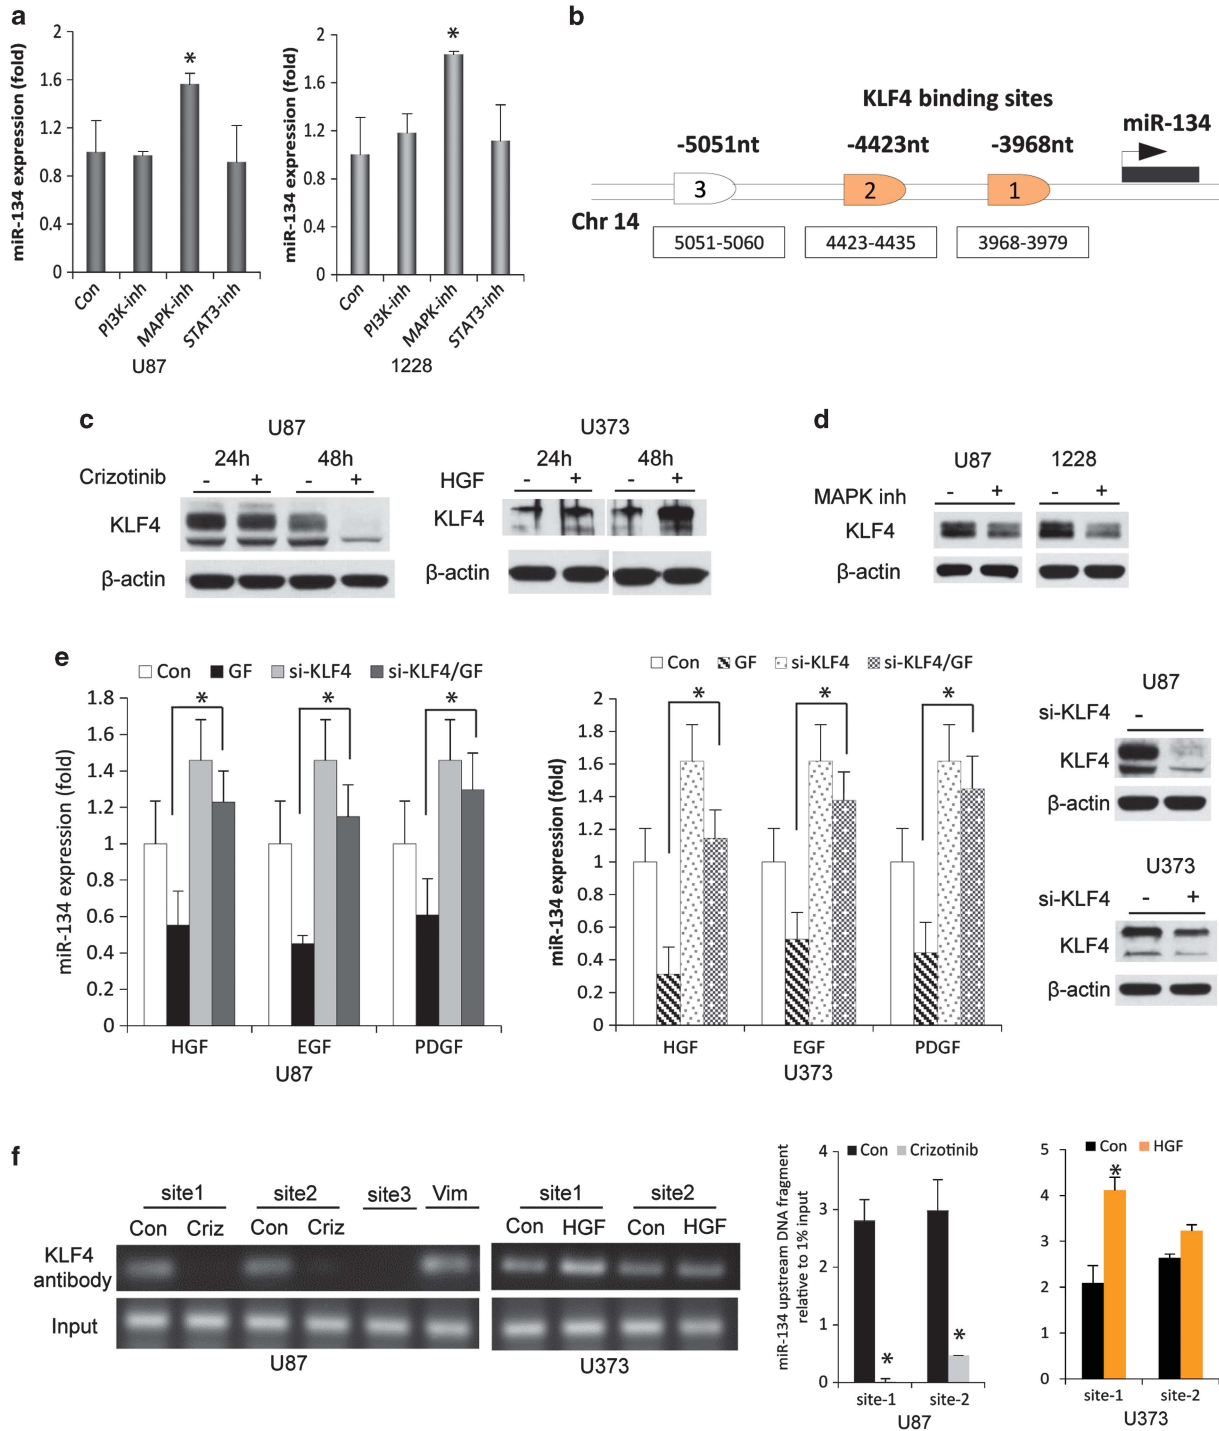 a
miR-134 expression (fold)
2
1.6
1.2
0.8
0.4
0
*
Con
PI3K-inh
MAPK-inh
STAT3-inh
U87
miR-134 expression (fold)
2
1.6
1.2
0.8
0.4
0
*
Con
PI3K-inh
MAPK-inh
STAT3-inh
1228
b
KLF4 binding sites
miR-134
-5051nt -4423nt -3968nt
3 2 1
Chr 14
5051-5060 4423-4435 3968-3979
c
U87
24h 48h
Crizotinib - + - +
KLF4
β-actin
U373
24h 48h
HGF - + - +
KLF4
β-actin
d
U87 1228
MAPK inh - + - +
KLF4
β-actin
e
Con GF si-KLF4 si-KLF4/GF
miR-134 expression (fold)
1.8
1.6
1.4
1.2
1
0.8
0.6
0.4
0.2
0
* * *
HGF EGF PDGF
U87
Con GF si-KLF4 si-KLF4/GF
miR-134 expression (fold)
2
1.8
1.6
1.4
1.2
1
0.8
0.6
0.4
0.2
0
* * *
HGF EGF PDGF
U373
U87
si-KLF4 -
KLF4
β-actin
U373
si-KLF4 - +
KLF4
β-actin
f
site1 site2 site3 Vim
Con Criz Con Criz
KLF4
antibody
Input
U87
site1 site2
Con HGF Con HGF
U373
miR-134 upstream DNA fragment
relative to 1% input
Con Crizotinib
4
3
2
1
0
* *
site-1 site-2
U87
Con HGF
5
4
3
2
1
0
*
site-1 site-2
U373